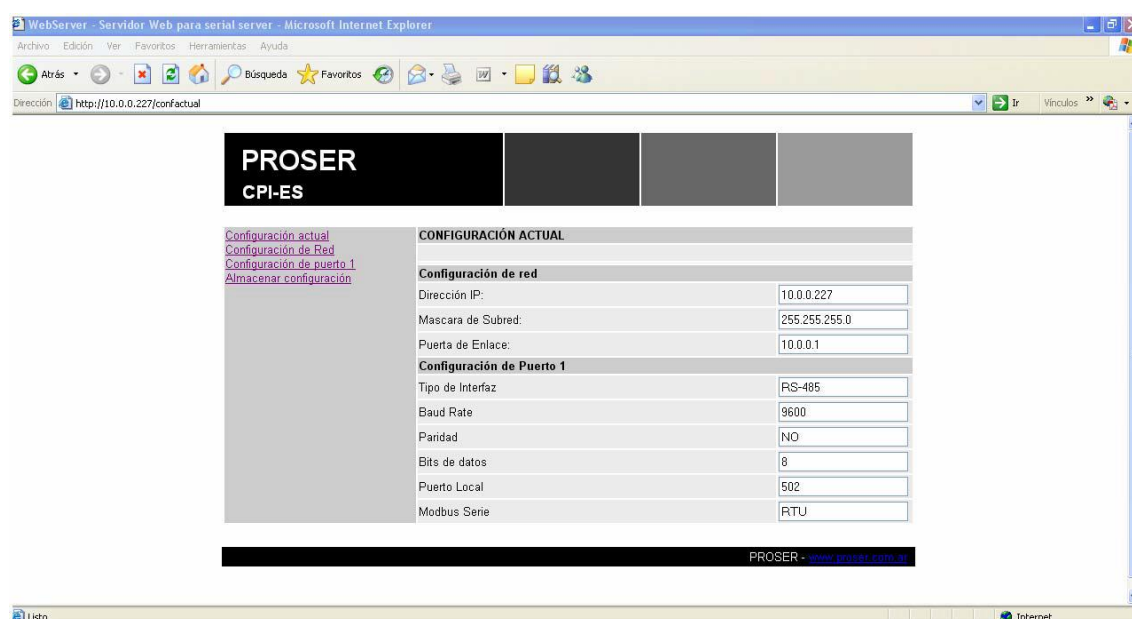 WebServer - Servidor Web para serial server - Microsoft Internet Explorer
Archivo Edición Ver Favoritos Herramientas Ayuda
Atrás Búsqueda Favoritos
Dirección http://10.0.0.227/confactual Ir Vínculos »
PROSER
CPI-ES
Configuración actual
Configuración de Red
Configuración de puerto 1
Almacenar configuración
CONFIGURACIÓN ACTUAL
Configuración de red
Dirección IP: 10.0.0.227
Mascara de Subred: 255.255.255.0
Puerta de Enlace: 10.0.0.1
Configuración de Puerto 1
Tipo de Interfaz RS-485
Baud Rate 9600
Paridad NO
Bits de datos 8
Puerto Local 502
Modbus Serie RTU
PROSER - www.proser.com.ar
Listo Internet